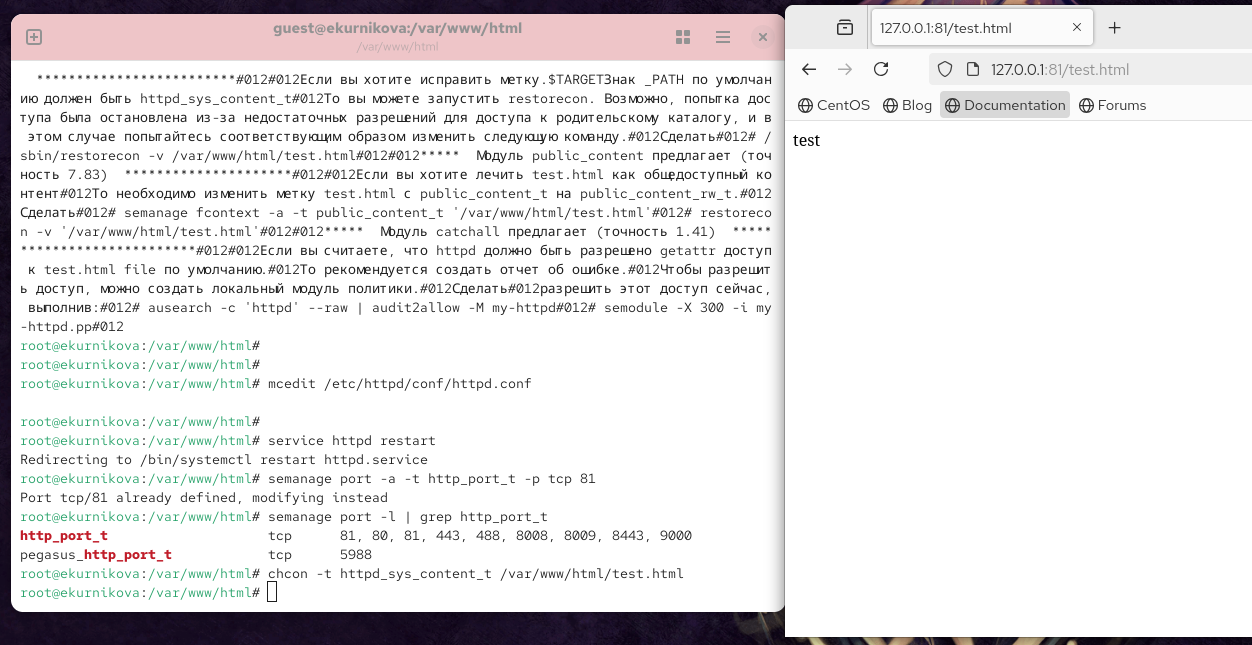 guest@ekurnikova:/var/www/html
/var/www/html
*************************#012#012Если вы хотите исправить метку.$TARGETЗнак _PATH по умолчан
ию должен быть httpd_sys_content_t#012То вы можете запустить restorecon. Возможно, попытка дос
тупа была остановлена из-за недостаточных разрешений для доступа к родительскому каталогу, и в
 этом случае попытайтесь соответствующим образом изменить следующую команду.#012Сделать#012# /
sbin/restorecon -v /var/www/html/test.html#012#012*****  Модуль public_content предлагает (точ
ность 7.83)  *********************#012#012Если вы хотите лечить test.html как общедоступный ко
нтент#012То необходимо изменить метку test.html с public_content_t на public_content_rw_t.#012
Сделать#012# semanage fcontext -a -t public_content_t '/var/www/html/test.html'#012# restoreco
n -v '/var/www/html/test.html'#012#012*****  Модуль catchall предлагает (точность 1.41)  *****
**********************#012#012Если вы считаете, что httpd должно быть разрешено getattr доступ
 к test.html file по умолчанию.#012То рекомендуется создать отчет об ошибке.#012Чтобы разрешит
ь доступ, можно создать локальный модуль политики.#012Сделать#012разрешить этот доступ сейчас,
 выполнив:#012# ausearch -c 'httpd' --raw | audit2allow -M my-httpd#012# semodule -X 300 -i my
-httpd.pp#012
root@ekurnikova:/var/www/html#
root@ekurnikova:/var/www/html#
root@ekurnikova:/var/www/html# mcedit /etc/httpd/conf/httpd.conf
root@ekurnikova:/var/www/html#
root@ekurnikova:/var/www/html# service httpd restart
Redirecting to /bin/systemctl restart httpd.service
root@ekurnikova:/var/www/html# semanage port -a -t http_port_t -p tcp 81
Port tcp/81 already defined, modifying instead
root@ekurnikova:/var/www/html# semanage port -l | grep http_port_t
http_port_t                    tcp      81, 80, 81, 443, 488, 8008, 8009, 8443, 9000
pegasus_http_port_t            tcp      5988
root@ekurnikova:/var/www/html# chcon -t httpd_sys_content_t /var/www/html/test.html
root@ekurnikova:/var/www/html#
127.0.0.1:81/test.html
127.0.0.1:81/test.html
CentOS Blog Documentation Forums
test